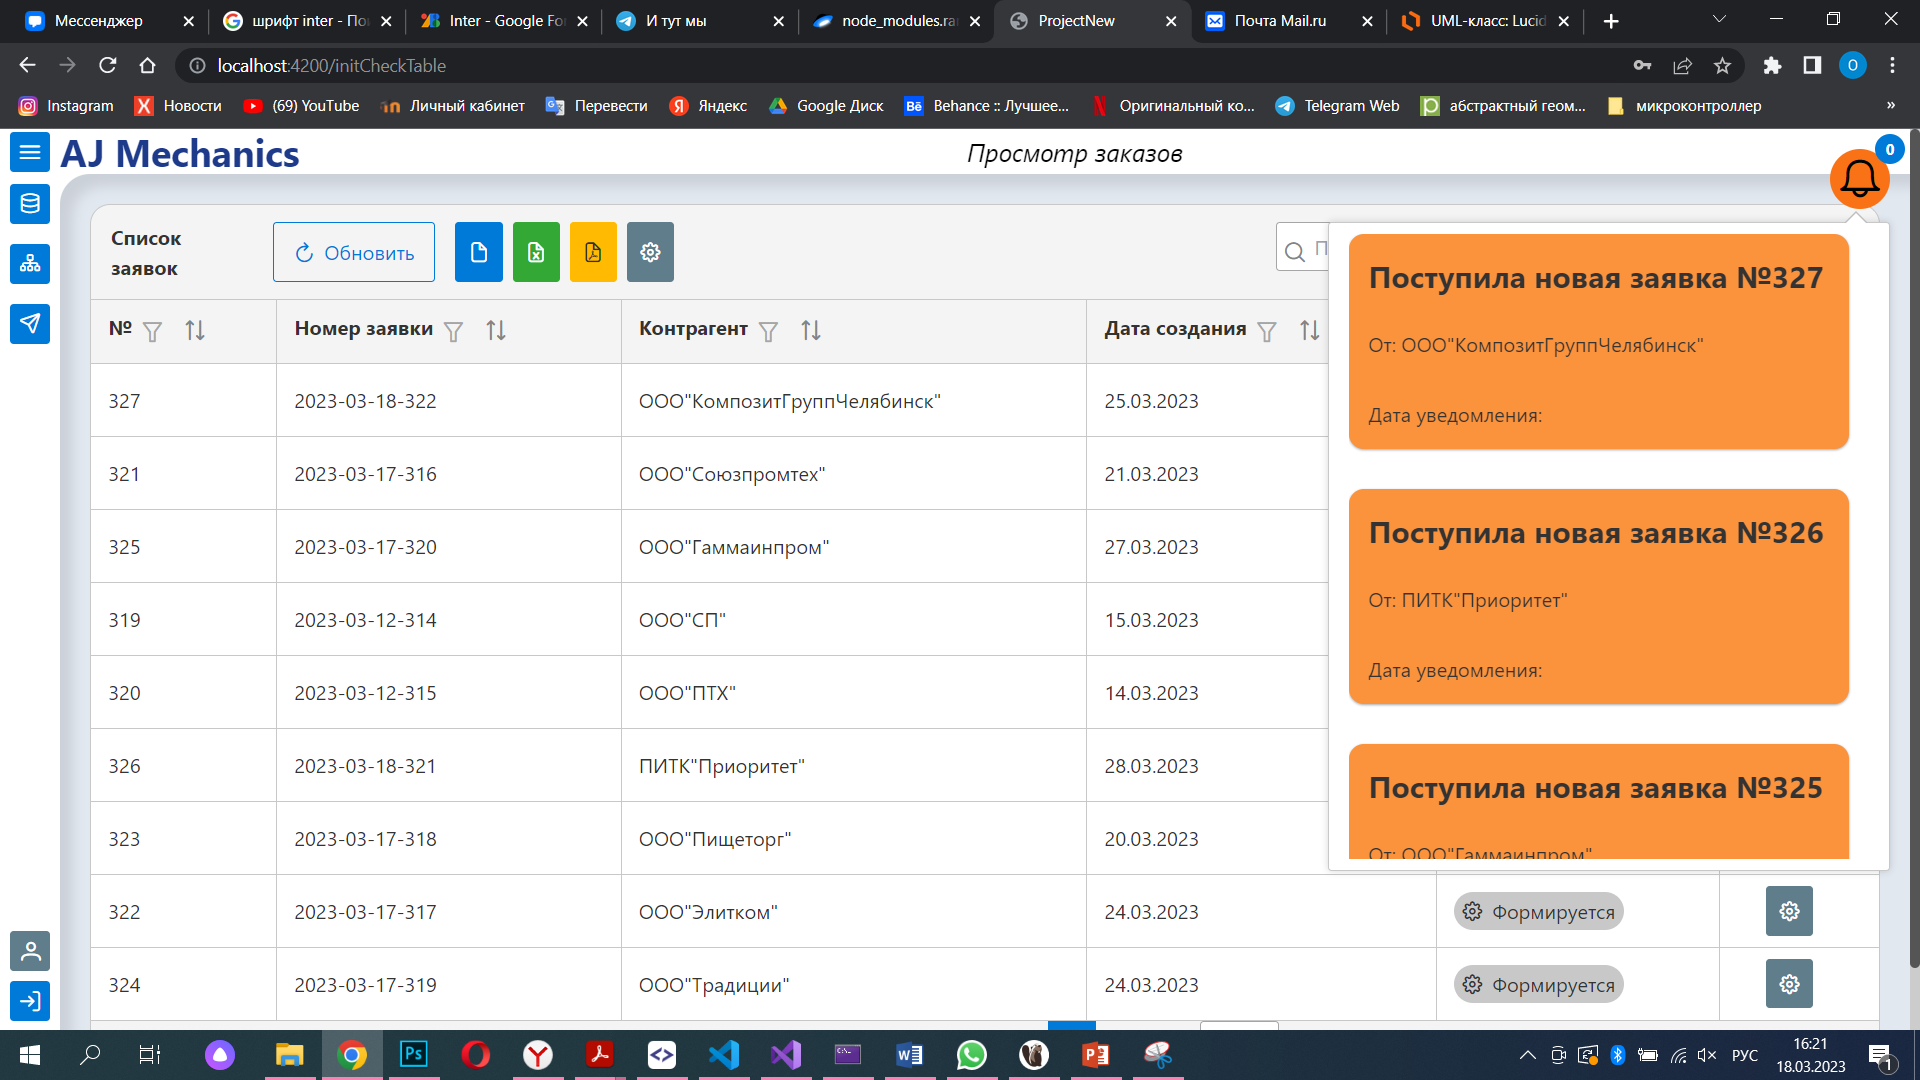 Мессенджер
шрифт inter - По
Inter - Google Fo
И тут мы
node_modules.ra
ProjectNew
Почта Mail.ru
UML-класс: Lucid
localhost:4200/initCheckTable
O
Instagram
Новости
(69) YouTube
Личный кабинет
Перевести
Яндекс
Google Диск
Behance :: Лучшее...
Оригинальный ко...
Telegram Web
абстрактный геом...
микроконтроллер
»
AJ Mechanics
Просмотр заказов
0
Список
заявок
Обновить
П
№
Номер заявки
Контрагент
Дата создания
327 2023-03-18-322 ООО"КомпозитГруппЧелябинск" 25.03.2023
321 2023-03-17-316 ООО"Союзпромтех" 21.03.2023
325 2023-03-17-320 ООО"Гаммаинпром" 27.03.2023
319 2023-03-12-314 ООО"СП" 15.03.2023
320 2023-03-12-315 ООО"ПТХ" 14.03.2023
326 2023-03-18-321 ПИТК"Приоритет" 28.03.2023
323 2023-03-17-318 ООО"Пищеторг" 20.03.2023
322 2023-03-17-317 ООО"Элитком" 24.03.2023 Формируется
324 2023-03-17-319 ООО"Традиции" 24.03.2023 Формируется
Поступила новая заявка №327
От: ООО"КомпозитГруппЧелябинск"
Дата уведомления:
Поступила новая заявка №326
От: ПИТК"Приоритет"
Дата уведомления:
Поступила новая заявка №325
От: ООО"Гаммаинпром"
РУС
16:21
18.03.2023
1